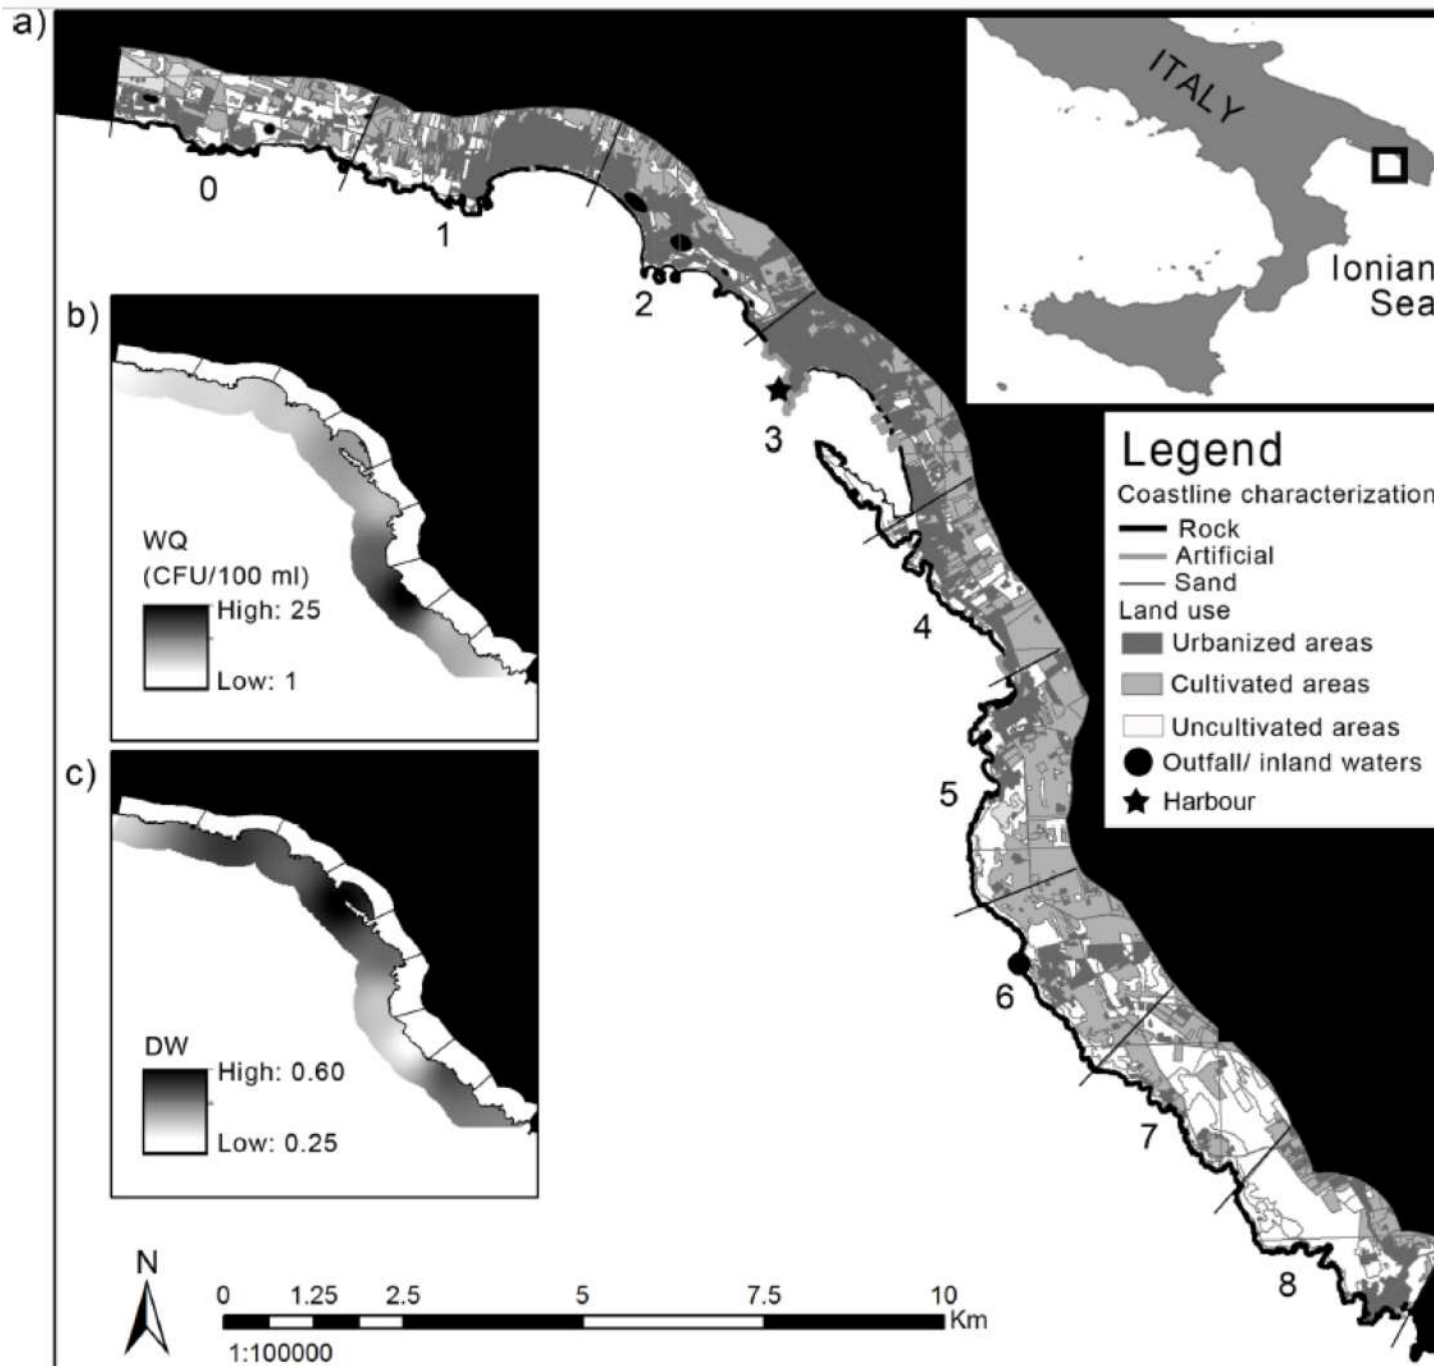 a)
ITALY
Ionian
Sea
0
1
2
3
4
5
6
7
8
b)
WQ
(CFU/100 ml)
High: 25
Low: 1
c)
DW
High: 0.60
Low: 0.25
Legend
Coastline characterization
Rock
Artificial
Sand
Land use
Urbanized areas
Cultivated areas
Uncultivated areas
Outfall/ inland waters
Harbour
N
0 1.25 2.5 5 7.5 10
Km
1:100000